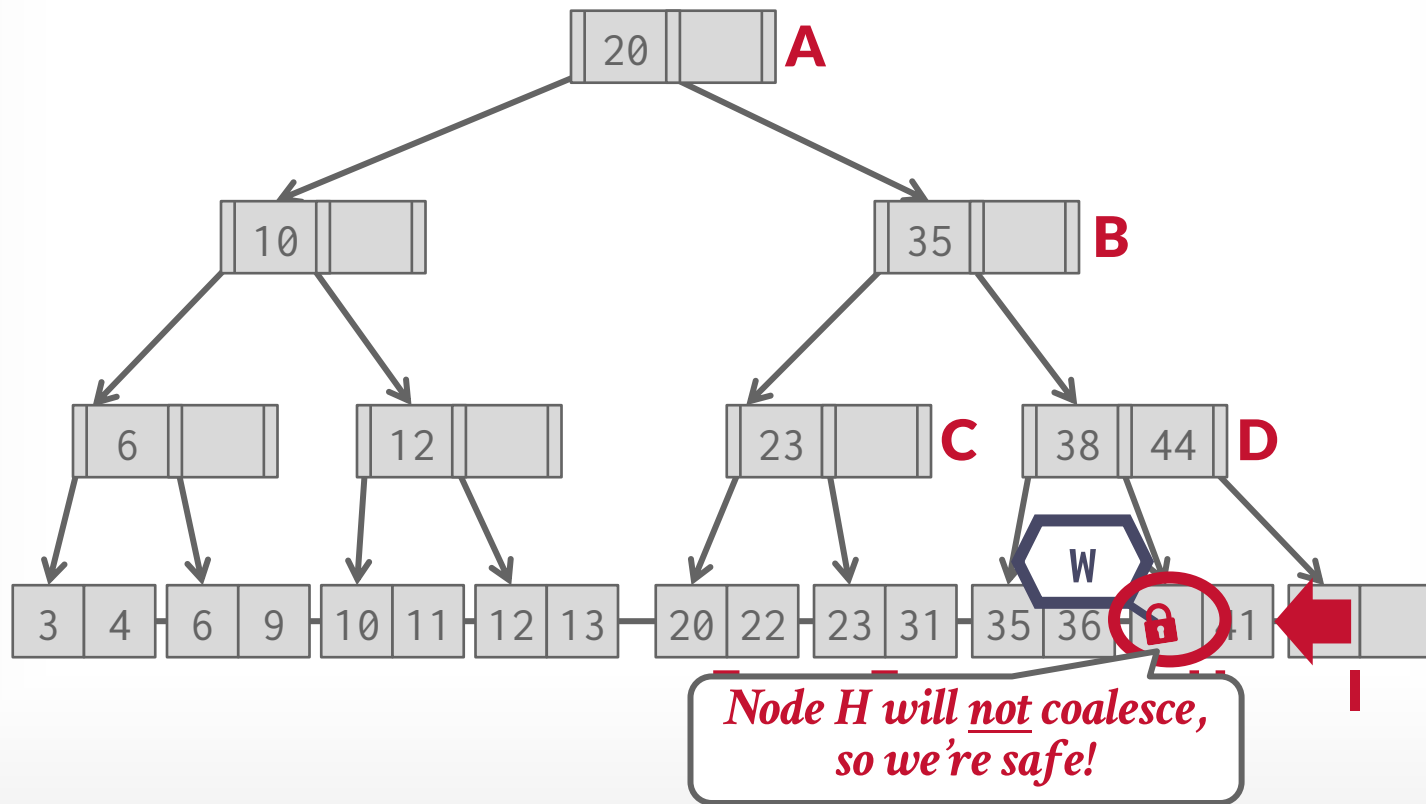 20 A
10 35 B
6 12 23 C 38 44 D
W
3 4 6 9 10 11 12 13 20 22 23 31 35 36 41
I
Node H will not coalesce,
so we’re safe!